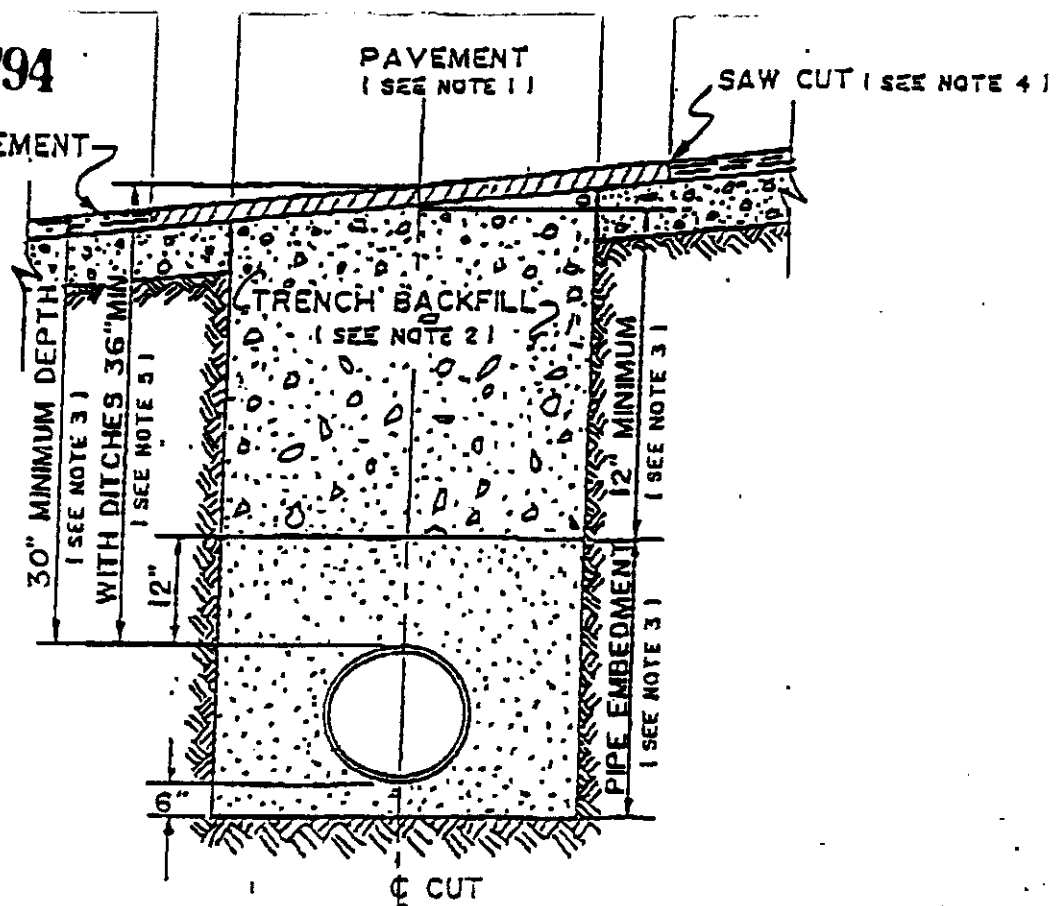 '94
PAVEMENT
( SEE NOTE 1 )
SAW CUT ( SEE NOTE 4 )
EMENT
TRENCH BACKFILL
( SEE NOTE 2 )
30" MINIMUM DEPTH
( SEE NOTE 3 )
WITH DITCHES 36"MIN.
( SEE NOTE 5 )
12"
12" MINIMUM
( SEE NOTE 3 )
PIPE EMBEDMENT
( SEE NOTE 3 )
6"
℄ CUT